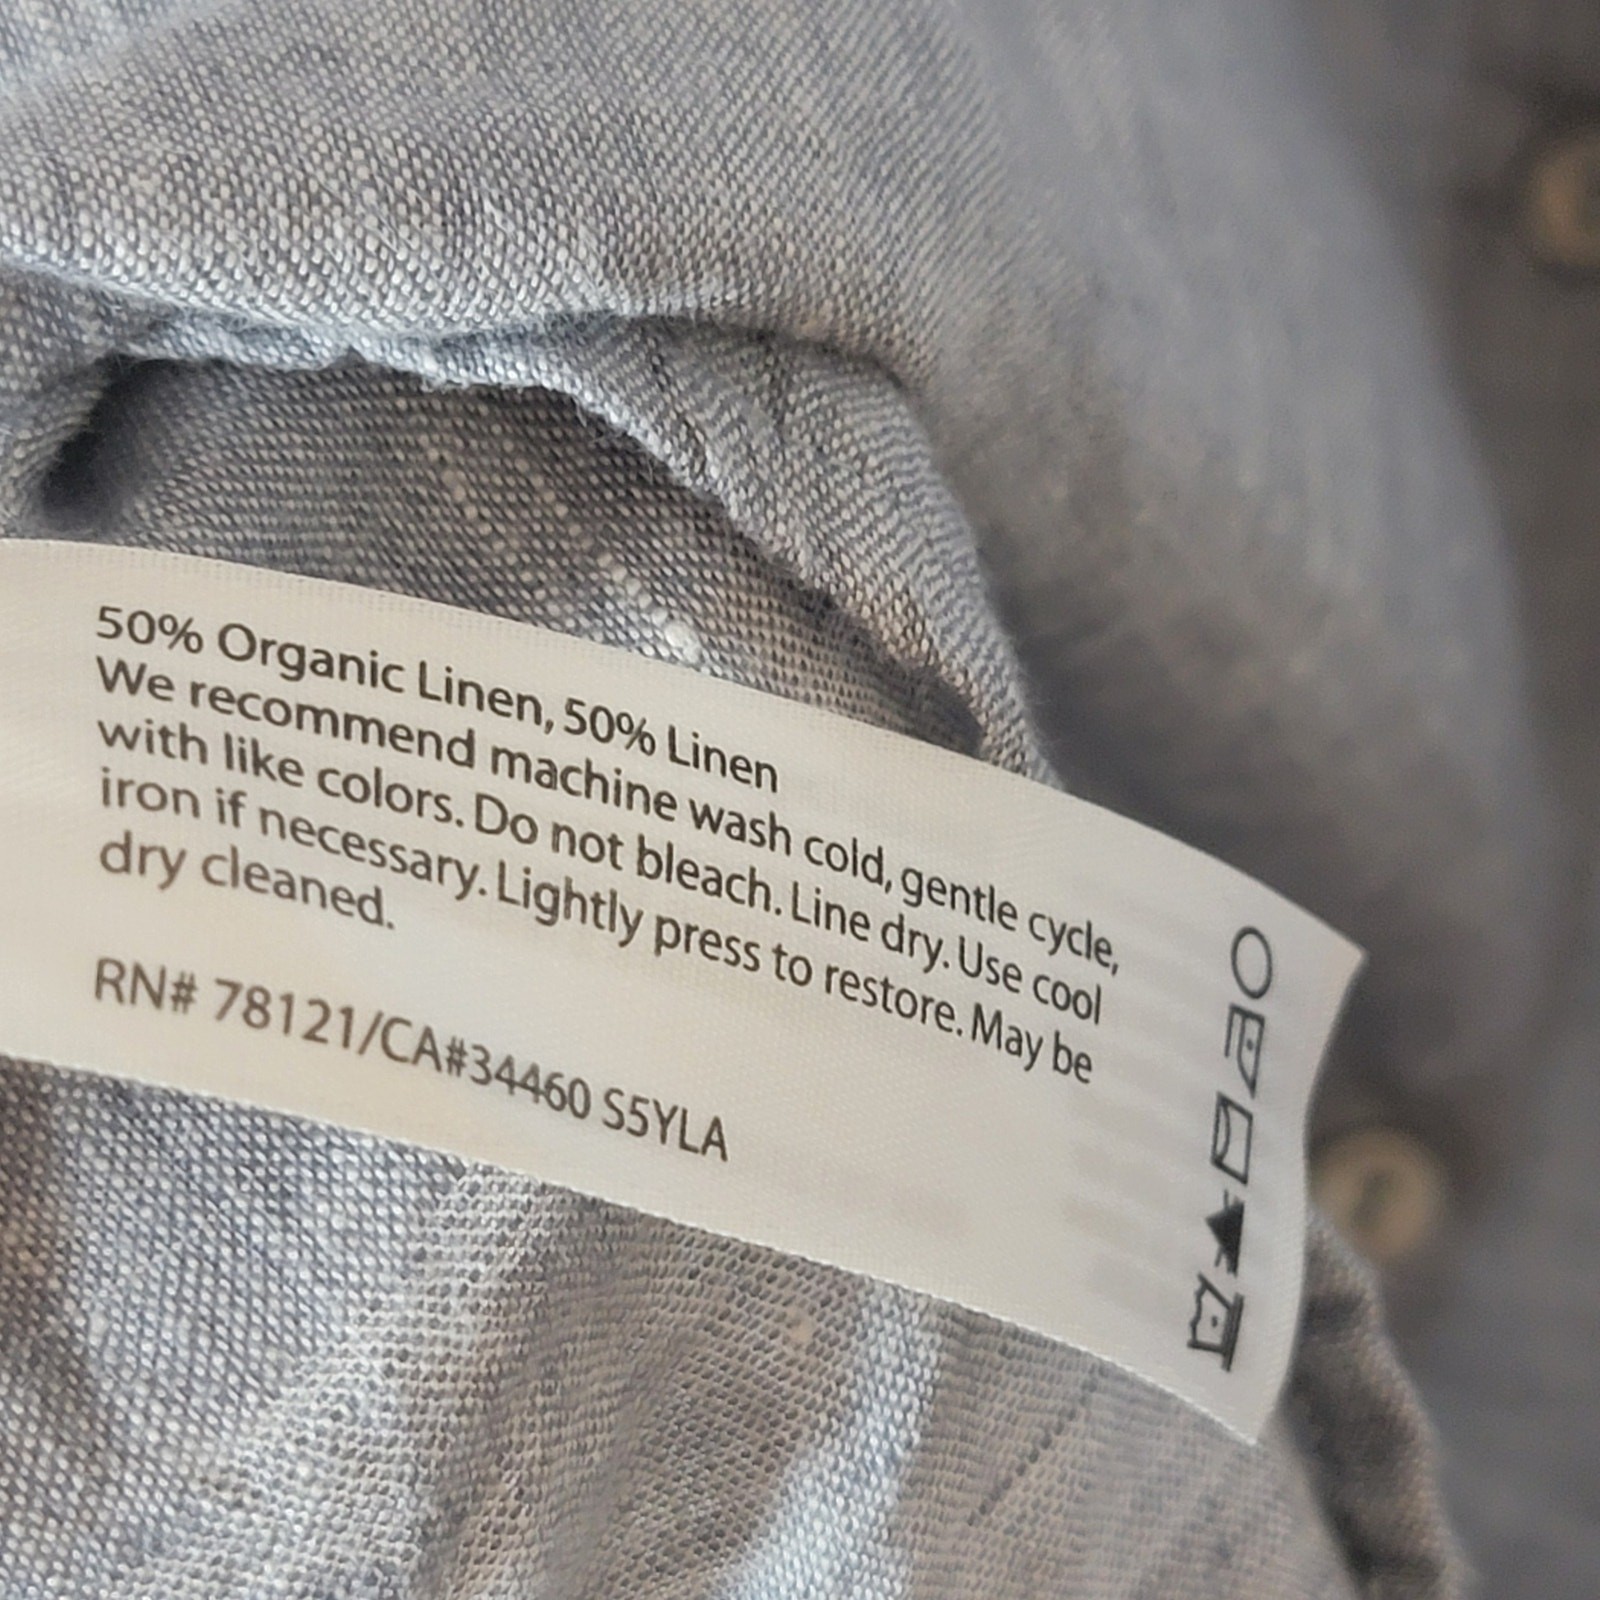 50% Organic Linen, 50% Linen
We recommend machine wash cold, gentle cycle,
with like colors. Do not bleach. Line dry. Use cool
iron if necessary. Lightly press to restore. May be
dry cleaned.
RN# 78121/CA#34460 S5YLA